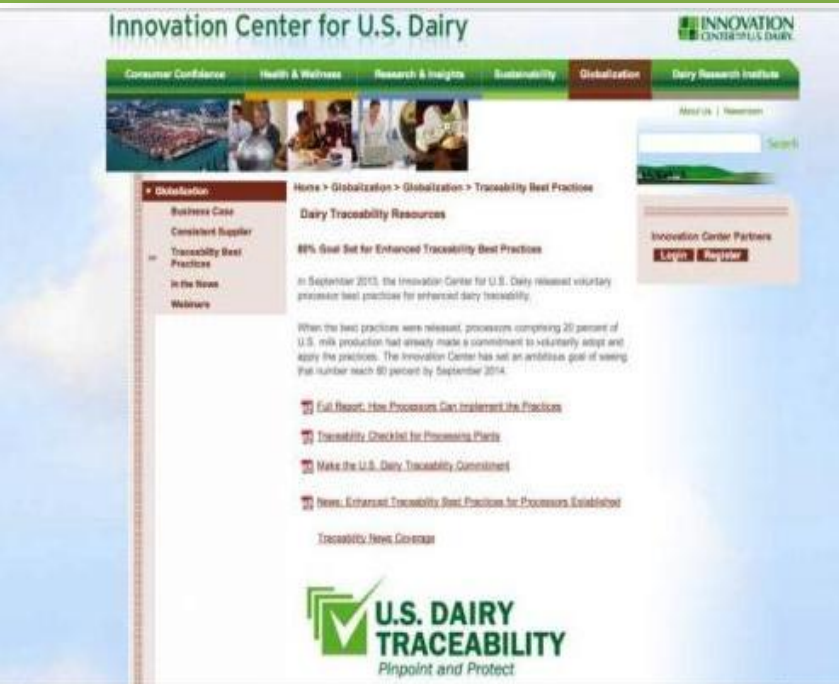 Innovation Center for U.S. Dairy
INNOVATION
CENTER FOR U.S. DAIRY
Consumer Confidence
Health & Wellness
Research & Insights
Sustainability
Globalization
Dairy Research Institute
About Us | Newsroom
Search
Globalization
Business Case
Consistent Supplier
Traceability Best
Practices
In the News
Webinars
Home > Globalization > Globalization > Traceability Best Practices
Dairy Traceability Resources
80% Goal Set for Enhanced Traceability Best Practices
In September 2013, the Innovation Center for U.S. Dairy released voluntary
processor best practices for enhanced dairy traceability.
When the best practices were released, processors comprising 20 percent of
U.S. milk production had already made a commitment to voluntarily adopt and
apply the practices. The Innovation Center has set an ambitious goal of seeing
that number reach 80 percent by September 2014.
Full Report: How Processors Can Implement the Practices
Traceability Checklist for Processing Plants
Make the U.S. Dairy Traceability Commitment
News: Enhanced Traceability Best Practices for Processors Established
Traceability News Coverage
Innovation Center Partners
Login Register
U.S. DAIRY
TRACEABILITY
Pinpoint and Protect